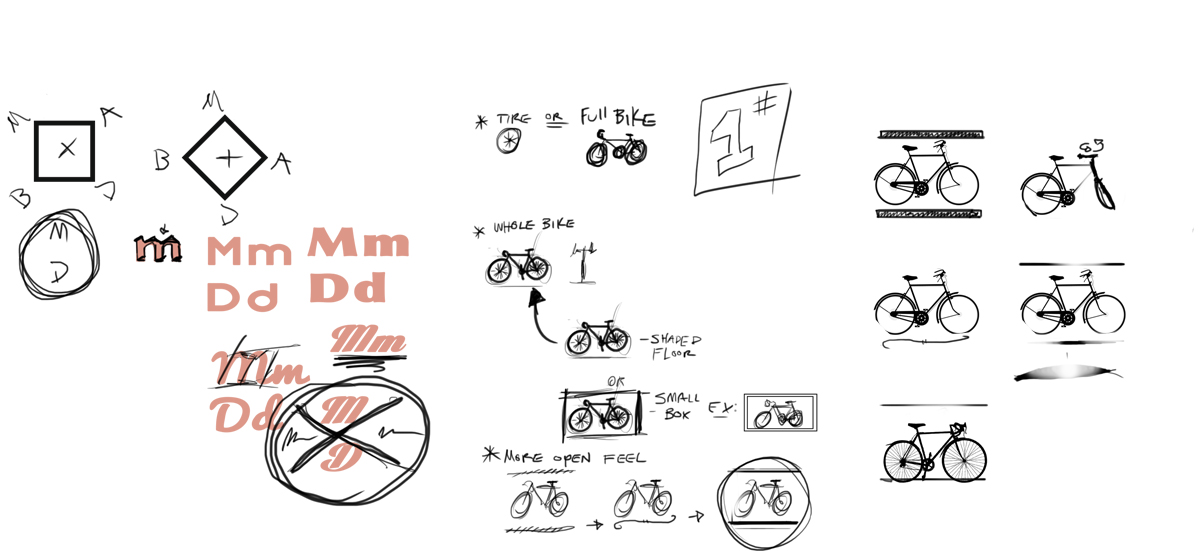 M A
X
B D
M
B + A
D
M
D
m
Mm
Dd
Mm
Dd
Mm
Mm
Dd
M
D
* TIRE OR FULL BIKE
#1
* WHOLE BIKE
- SHADED
FLOOR
OR
- SMALL
BOX EX:
* MORE OPEN FEEL